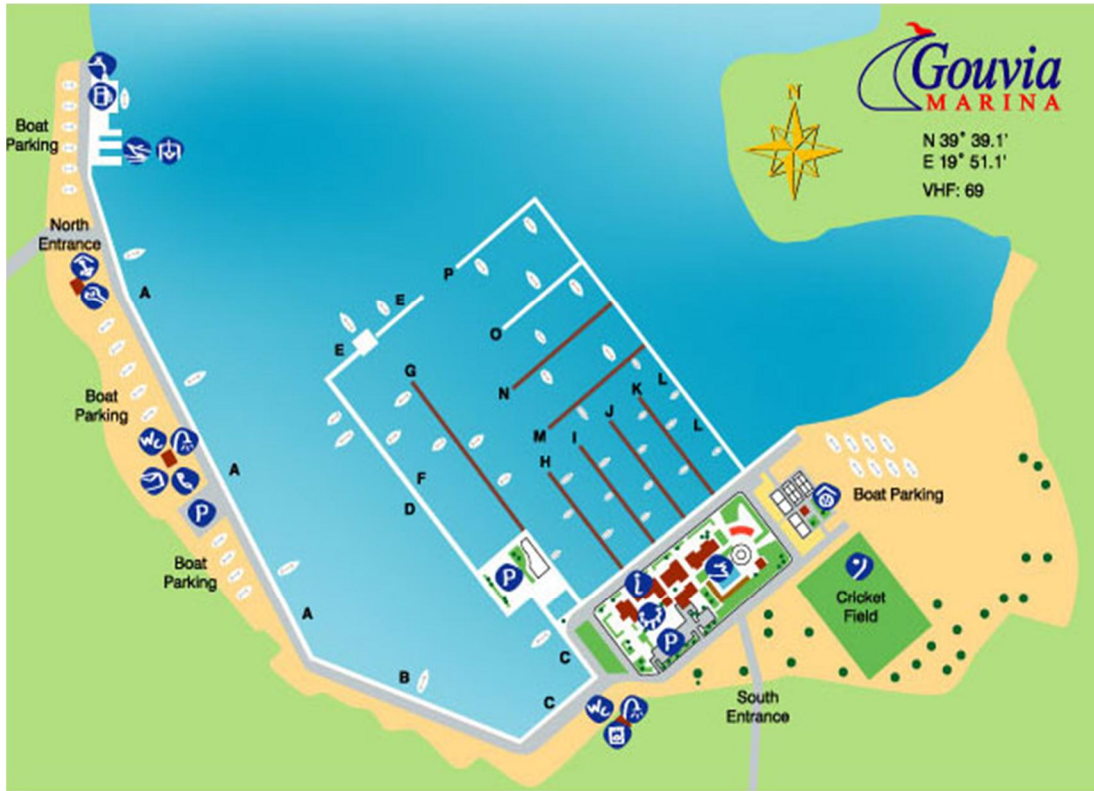 Gouvia
MARINA
N
N 39° 39.1'
E 19° 51.1'
VHF: 69
Boat
Parking
North
Entrance
A
P
E
E
O
G
N
K
L
L
J
M
I
H
Boat
Parking
WC
A
F
D
P
Boat
Parking
Boat Parking
P
i
Cricket
Field
P
A
B
C
C
WC
South
Entrance